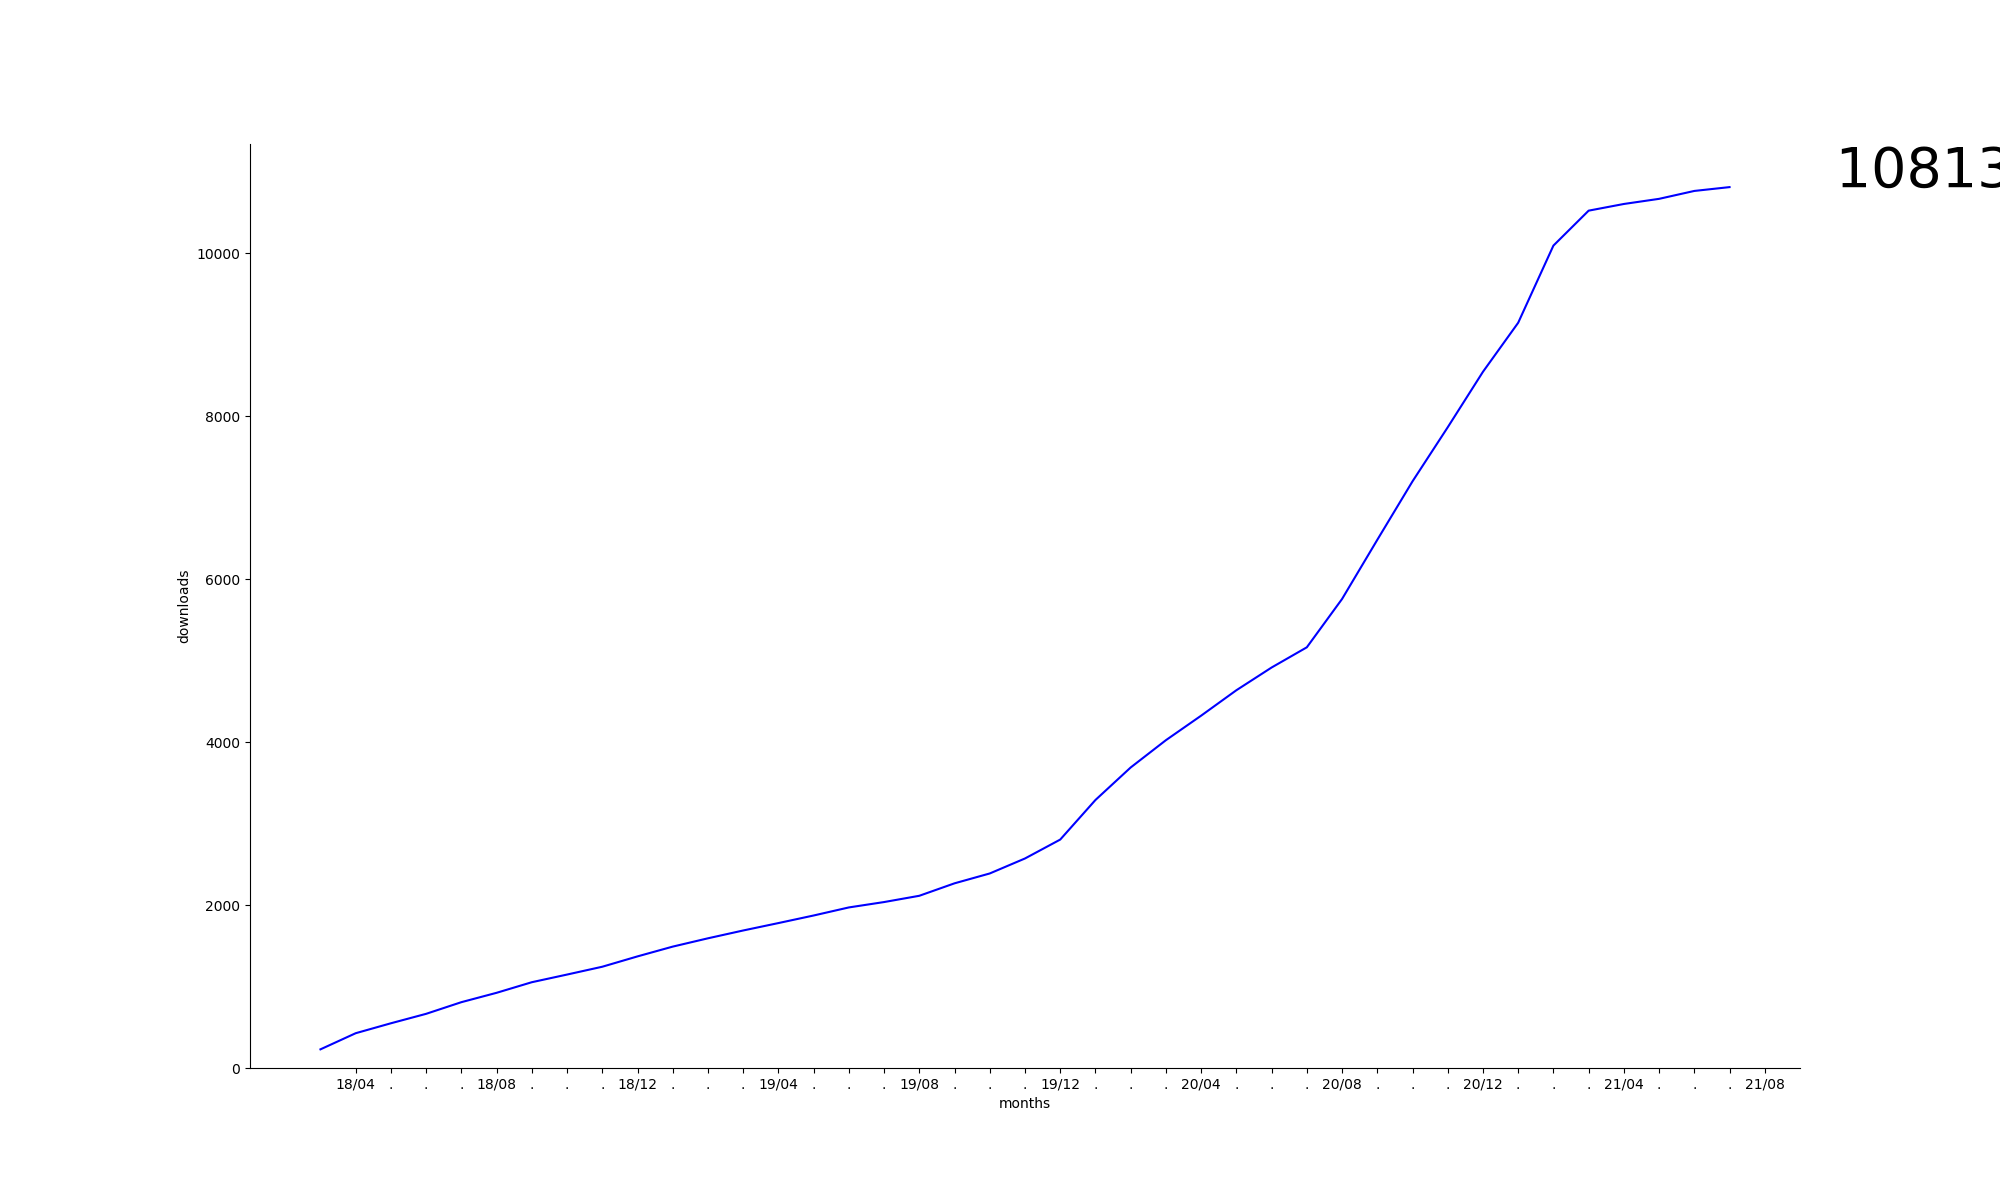 10813
10000
8000
6000
4000
2000
0
downloads
18/04 . . . 18/08 . . . 18/12 . . . 19/04 . . . 19/08 . . . 19/12 . . . 20/04 . . . 20/08 . . . 20/12 . . . 21/04 . . . 21/08
months